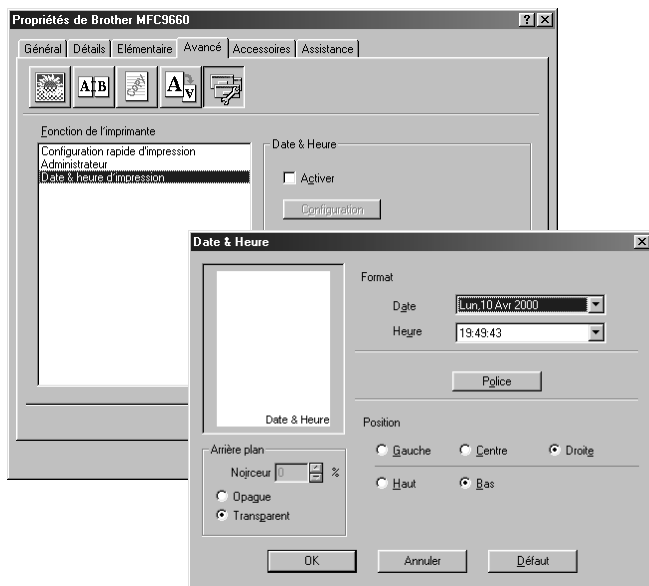 Propriétés de Brother MFC9660
Général Détails Elémentaire Avancé Accessoires Assistance
A B
Copy
A
V
Fonction de l'imprimante
Configuration rapide d'impression
Administrateur
Date & heure d'impression
Date & Heure
Activer
Configuration
Date & Heure
Date & Heure
Format
Date Lun,10 Avr 2000
Heure 19:49:43
Police
Position
Gauche Centre Droite
Haut Bas
Arrière plan
Noirceur 0 %
Opague
Transparent
OK Annuler Défaut